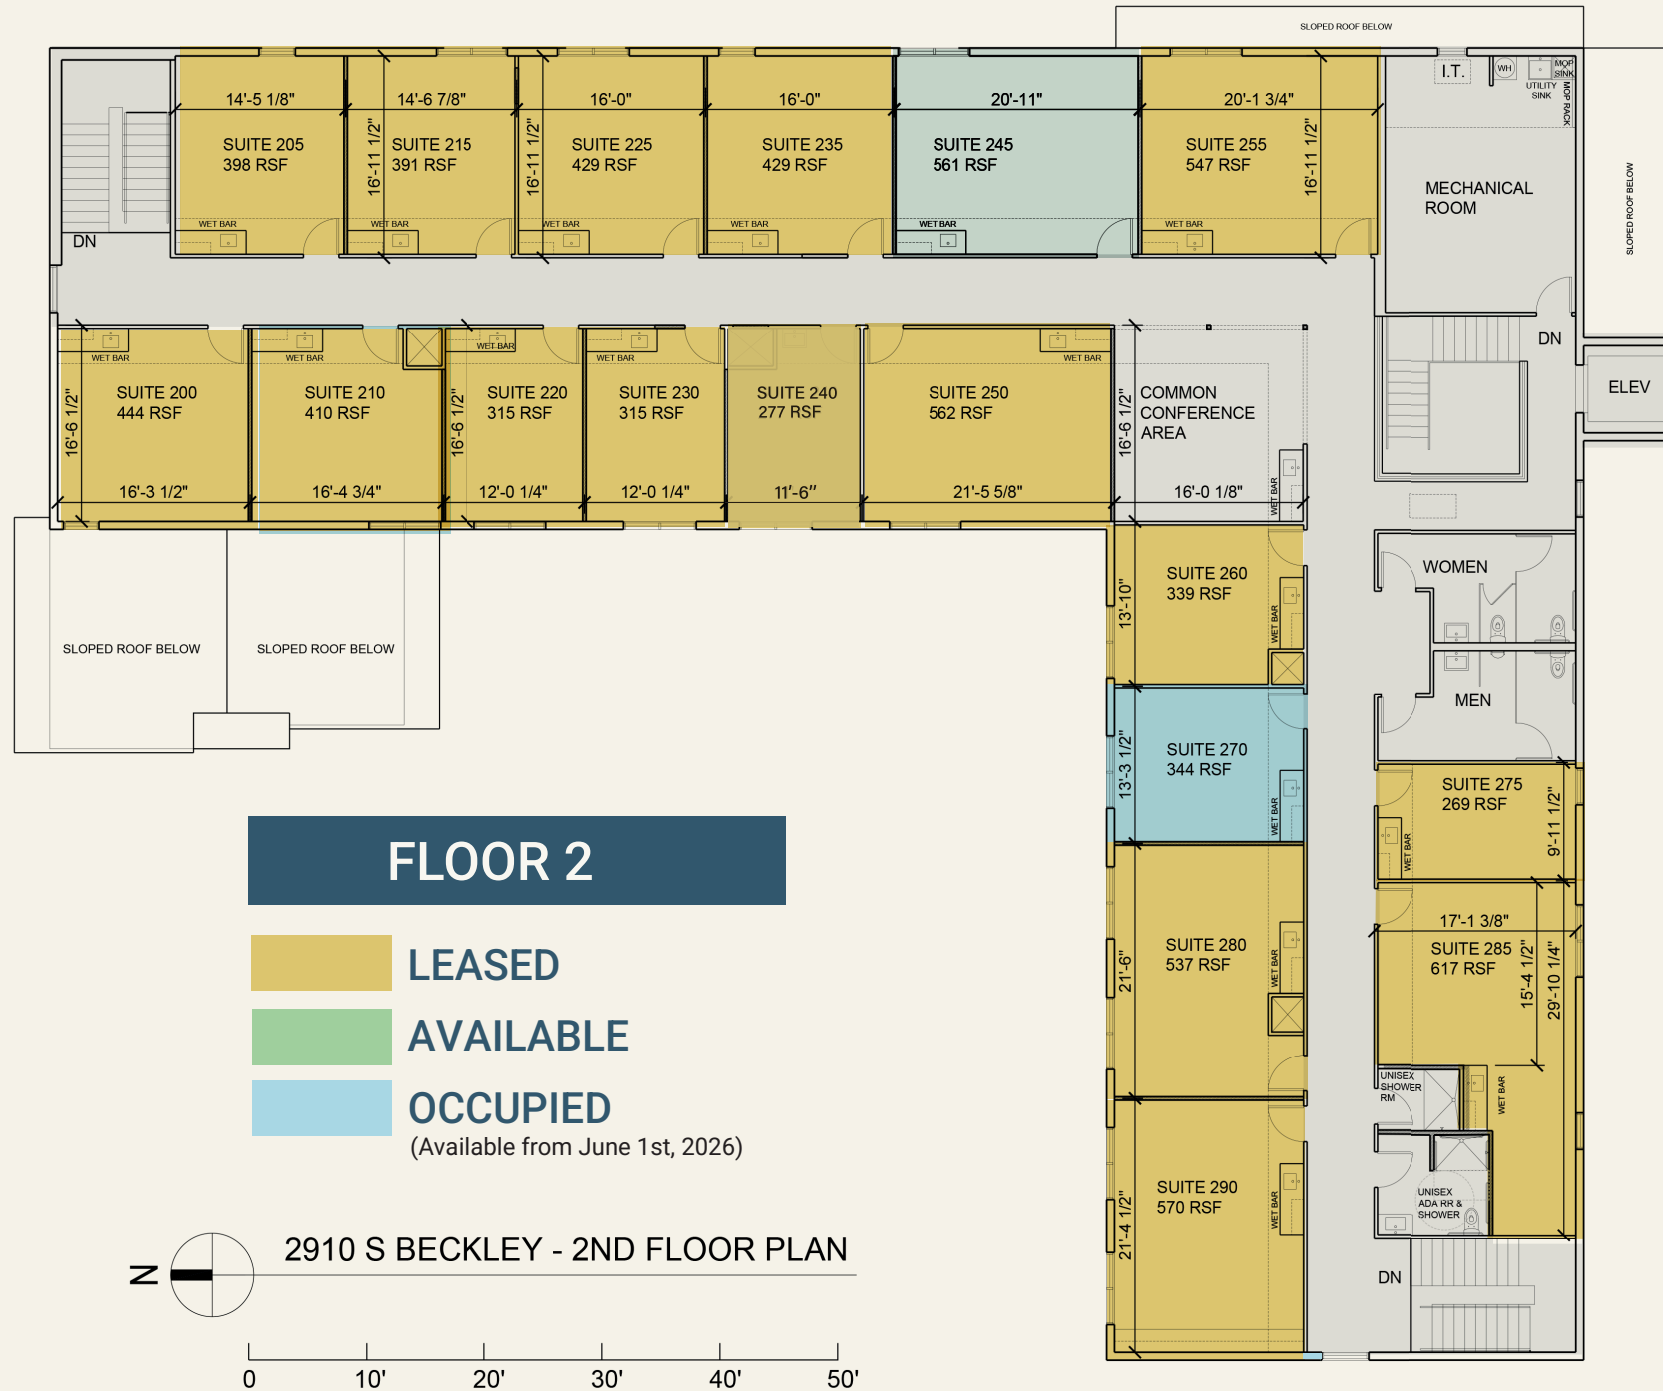 SLOPED ROOF BELOW
I.T.
WH
MOP
SINK
UTILITY
SINK
MOP RACK
14'-5 1/8"
14'-6 7/8"
16'-0"
16'-0"
20'-11"
20'-1 3/4"
SUITE 205
398 RSF
16'-11 1/2"
SUITE 215
391 RSF
16'-11 1/2"
SUITE 225
429 RSF
SUITE 235
429 RSF
SUITE 245
561 RSF
SUITE 255
547 RSF
16'-11 1/2"
MECHANICAL
ROOM
SLOPED ROOF BELOW
WET BAR
WET BAR
WET BAR
WET BAR
WET BAR
WET BAR
DN
DN
ELEV
WET BAR
WET BAR
WET BAR
WET BAR
WET BAR
16'-6 1/2"
SUITE 200
444 RSF
SUITE 210
410 RSF
16'-6 1/2"
SUITE 220
315 RSF
SUITE 230
315 RSF
SUITE 240
277 RSF
SUITE 250
562 RSF
16'-6 1/2"
COMMON
CONFERENCE
AREA
WET BAR
16'-3 1/2"
16'-4 3/4"
12'-0 1/4"
12'-0 1/4"
11'-6"
21'-5 5/8"
16'-0 1/8"
SUITE 260
339 RSF
13'-10"
WET BAR
WOMEN
SLOPED ROOF BELOW
SLOPED ROOF BELOW
MEN
SUITE 270
344 RSF
13'-3 1/2"
WET BAR
SUITE 275
269 RSF
9'-11 1/2"
WET BAR
FLOOR 2
LEASED
AVAILABLE
OCCUPIED
(Available from June 1st, 2026)
SUITE 280
537 RSF
21'-6"
WET BAR
17'-1 3/8"
SUITE 285
617 RSF
15'-4 1/2"
29'-10 1/4"
UNISEX
SHOWER
RM
WET BAR
SUITE 290
570 RSF
21'-4 1/2"
WET BAR
UNISEX
ADA RR &
SHOWER
DN
N
2910 S BECKLEY - 2ND FLOOR PLAN
0 10' 20' 30' 40' 50'